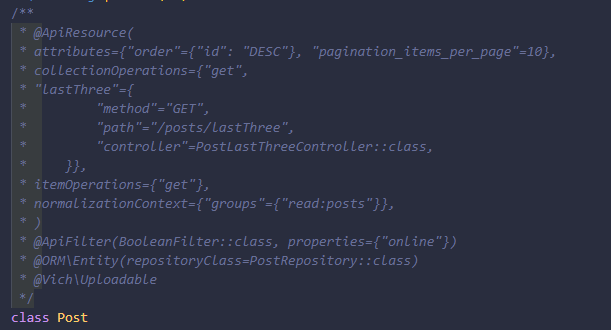 /**
* @ApiResource(
* attributes={"order"={"id": "DESC"}, "pagination_items_per_page"=10},
* collectionOperations={"get",
* "lastThree"={
* "method"="GET",
* "path"="/posts/lastThree",
* "controller"=PostLastThreeController::class,
* }},
* itemOperations={"get"},
* normalizationContext={"groups"={"read:posts"}},
* )
* @ApiFilter(BooleanFilter::class, properties={"online"})
* @ORM\Entity(repositoryClass=PostRepository::class)
* @Vich\Uploadable
*/
class Post